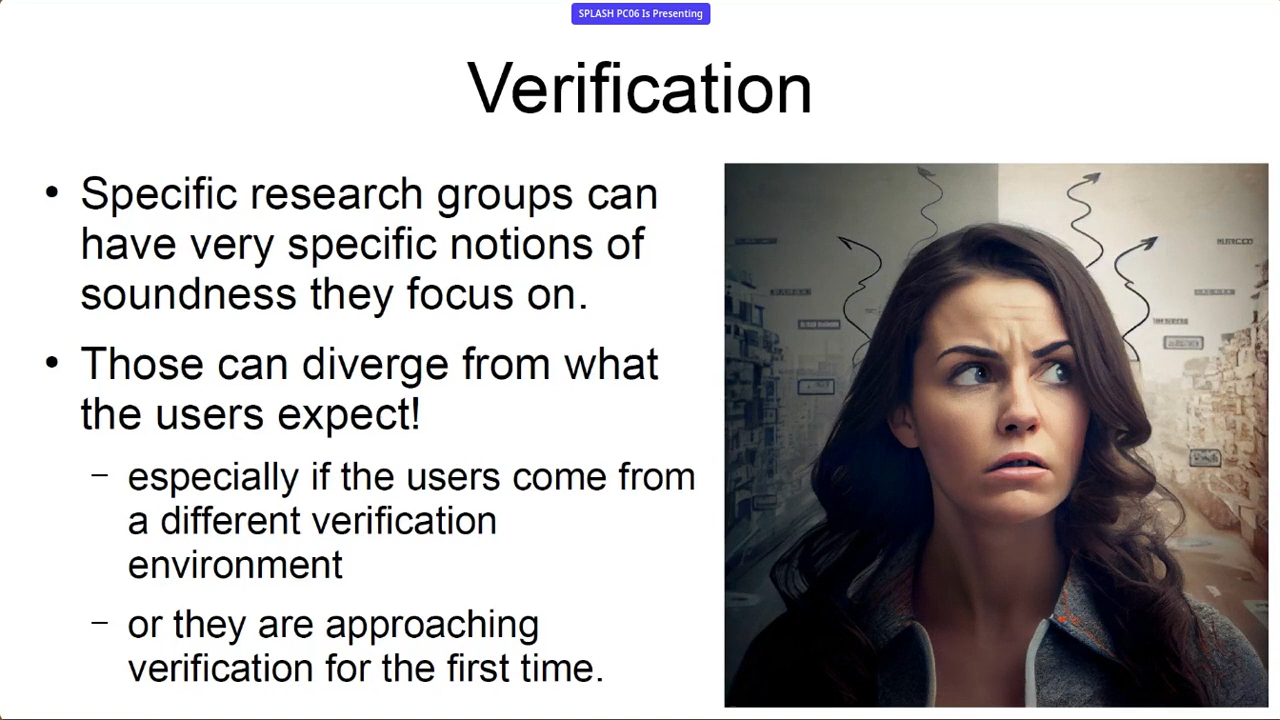 SPLASH PC06 Is Presenting
Verification
• Specific research groups can
have very specific notions of
soundness they focus on.
• Those can diverge from what
the users expect!
– especially if the users come from
a different verification
environment
– or they are approaching
verification for the first time.